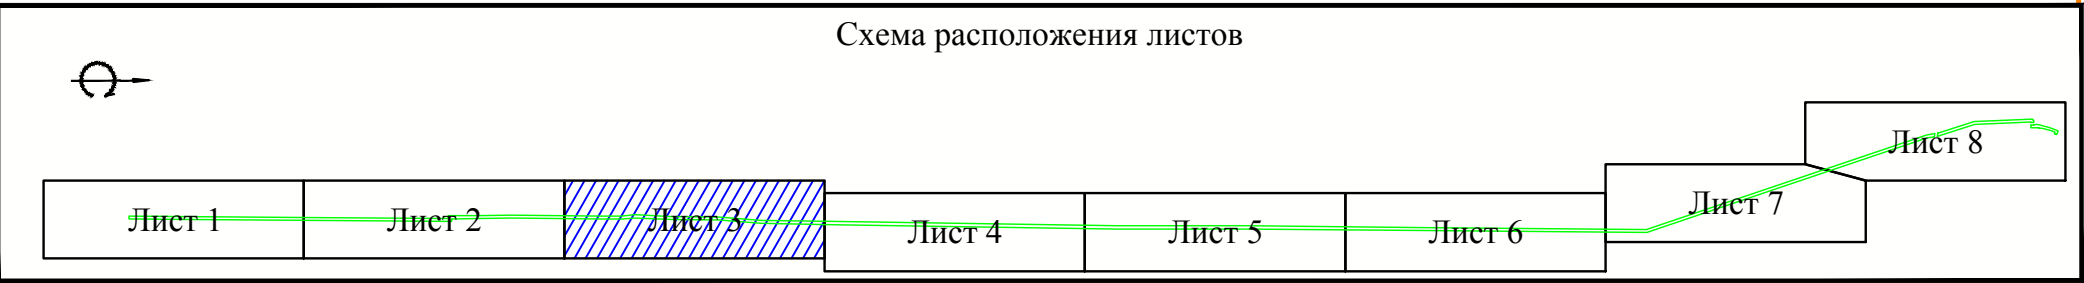 Схема расположения листов
Лист 8
Лист 7
Лист 1
Лист 2
Лист 3
Лист 4
Лист 5
Лист 6